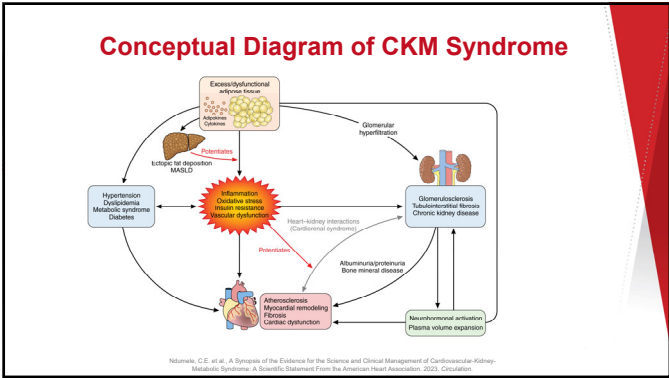 Conceptual Diagram of CKM Syndrome
Excess/dysfunctional
adipose tissue
Adipokines
Cytokines
Glomerular
hyperfiltration
Potentiates
Ectopic fat deposition
MASLD
Hypertension
Dyslipidemia
Metabolic syndrome
Diabetes
Inflammation
Oxidative stress
Insulin resistance
Vascular dysfunction
Glomerulosclerosis
Tubulointerstitial fibrosis
Chronic kidney disease
Heart–kidney interactions
(Cardiorenal syndrome)
Potentiates
Albuminuria/proteinuria
Bone mineral disease
Atherosclerosis
Myocardial remodeling
Fibrosis
Cardiac dysfunction
Neurohormonal activation
Plasma volume expansion
Ndumele, C.E. et al., A Synopsis of the Evidence for the Science and Clinical Management of Cardiovascular-Kidney-
Metabolic Syndrome: A Scientific Statement From the American Heart Association. 2023. Circulation.